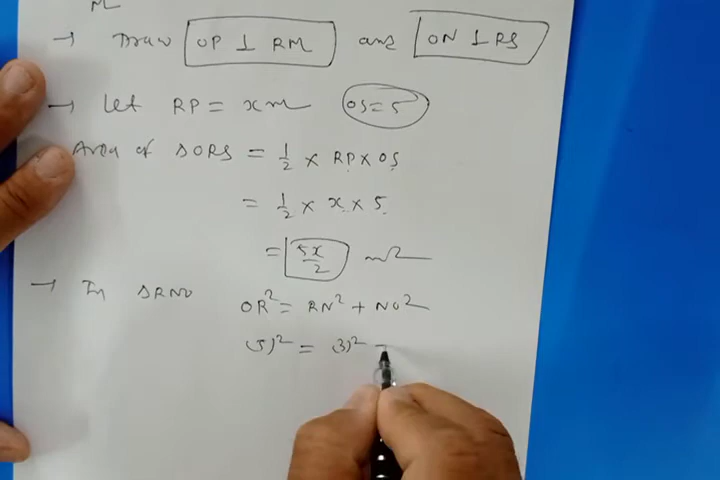 → Draw OP ⊥ RM and ON ⊥ RS
→ Let RP = xm OS = 5
Area of ΔORS = 1/2 × RP × OS
= 1/2 × x × 5
= 5x/2 m²
→ In ΔRNO OR² = RN² + NO²
(5)² = (3)² -